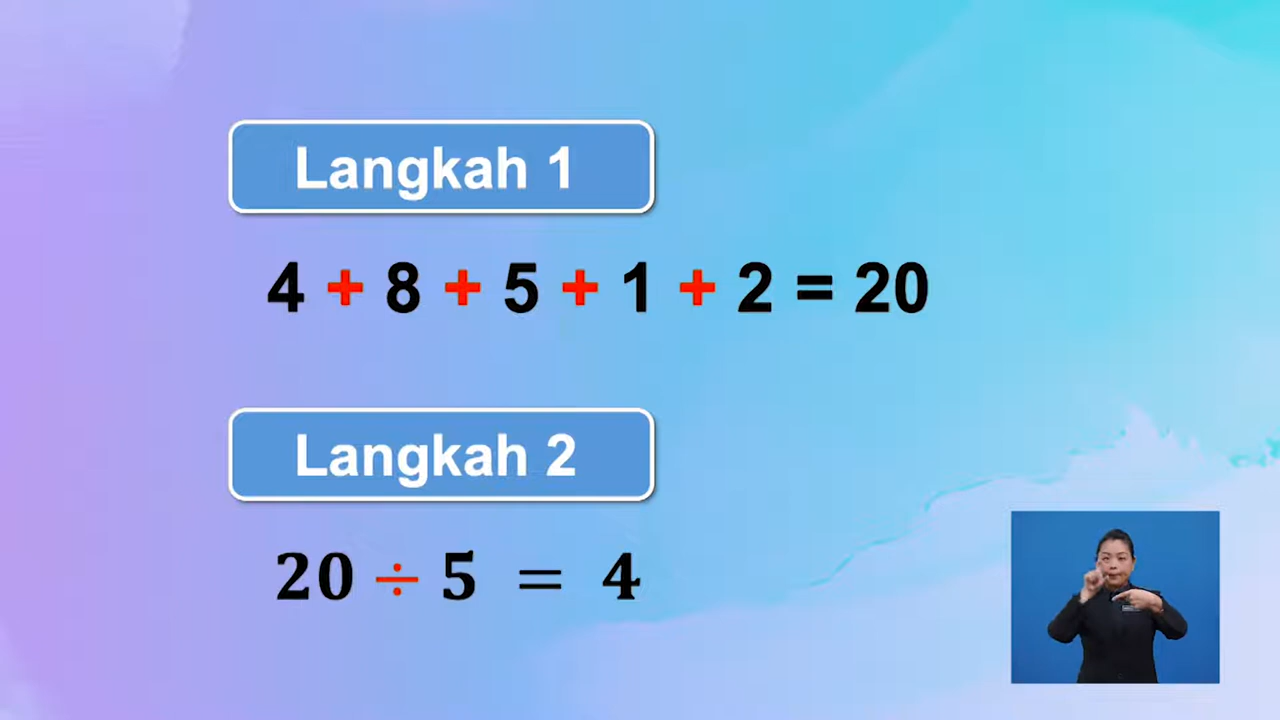 Langkah 1
4 + 8 + 5 + 1 + 2 = 20
Langkah 2
20 ÷ 5 = 4